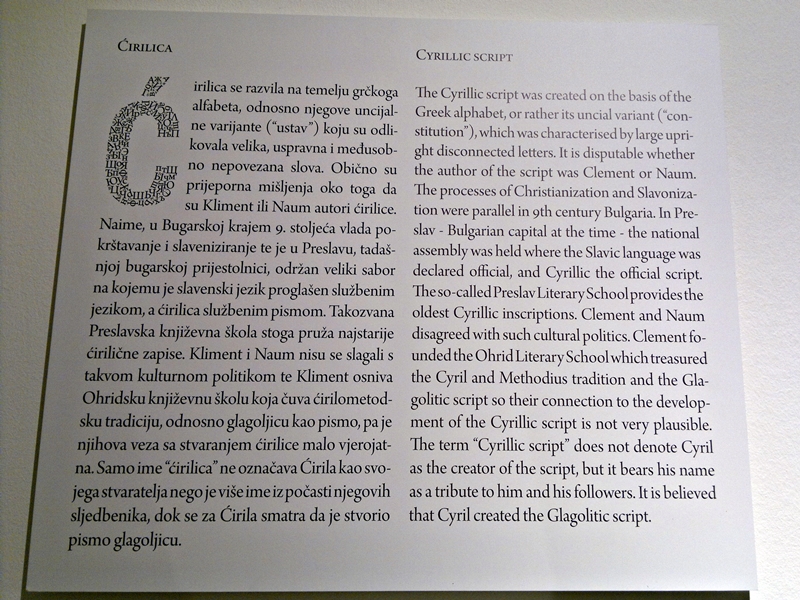 Ćirilica
Ćirilica se razvila na temelju grčkoga
alfabeta, odnosno njegove uncijal-
ne varijante (“ustav”) koju su odli-
kovala velika, uspravna i međusob-
no nepovezana slova. Obično su
prijeporna mišljenja oko toga da
su Kliment ili Naum autori ćirilice.
Naime, u Bugarskoj krajem 9. stoljeća vlada po-
krštavanje i slaveniziranje te je u Preslavu, tadaš-
njoj bugarskoj prijestolnici, održan veliki sabor
na kojemu je slavenski jezik proglašen službenim
jezikom, a ćirilica službenim pismom. Takozvana
Preslavska književna škola stoga pruža najstarije
ćirilične zapise. Kliment i Naum nisu se slagali s
takvom kulturnom politikom te Kliment osniva
Ohridsku književnu školu koja čuva ćirilometod-
sku tradiciju, odnosno glagoljicu kao pismo, pa je
njihova veza sa stvaranjem ćirilice malo vjerojat-
na. Samo ime “ćirilica” ne označava Ćirila kao svo-
jega stvaratelja nego je više ime iz počasti njegovih
sljedbenika, dok se za Ćirila smatra da je stvorio
pismo glagoljicu.
Cyrillic script
The Cyrillic script was created on the basis of the
Greek alphabet, or rather its uncial variant (“con-
stitution”), which was characterised by large upri-
ght disconnected letters. It is disputable whether
the author of the script was Clement or Naum.
The processes of Christianization and Slavoniza-
tion were parallel in 9th century Bulgaria. In Pre-
slav - Bulgarian capital at the time - the national
assembly was held where the Slavic language was
declared official, and Cyrillic the official script.
The so-called Preslav Literary School provides the
oldest Cyrillic inscriptions. Clement and Naum
disagreed with such cultural politics. Clement fo-
unded the Ohrid Literary School which treasured
the Cyril and Methodius tradition and the Gla-
golitic script so their connection to the develop-
ment of the Cyrillic script is not very plausible.
The term “Cyrillic script” does not denote Cyril
as the creator of the script, but it bears his name
as a tribute to him and his followers. It is believed
that Cyril created the Glagolitic script.